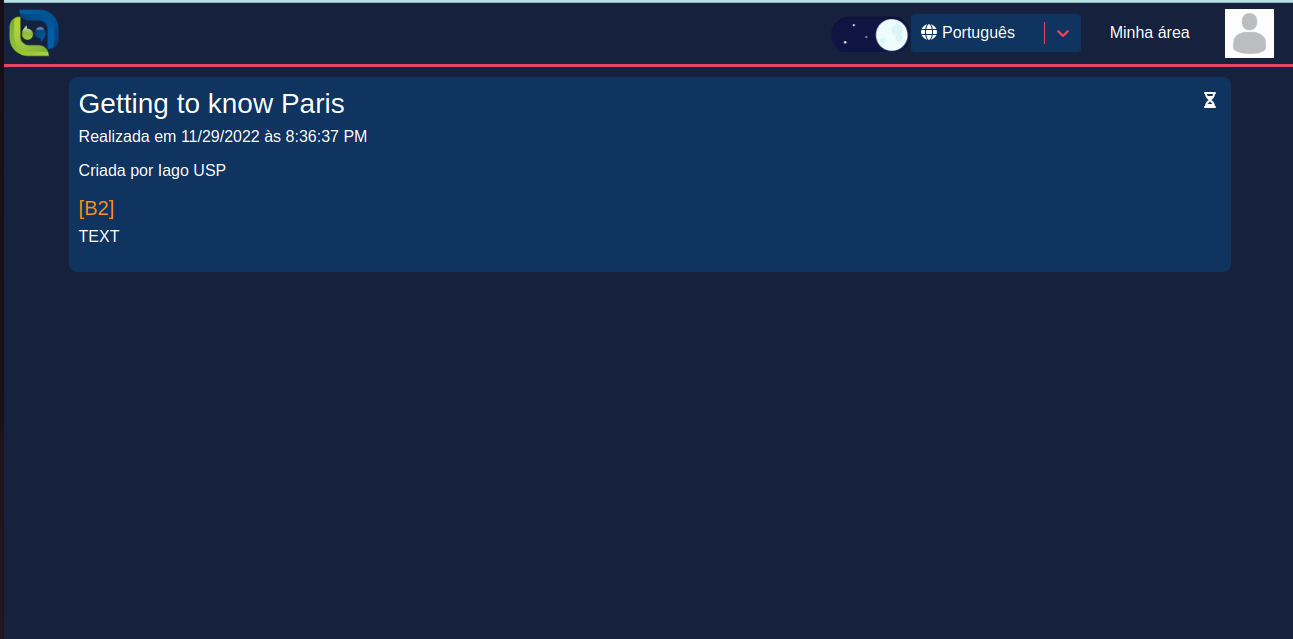 Português
Minha área
Getting to know Paris
Realizada em 11/29/2022 às 8:36:37 PM
Criada por Iago USP
[B2]
TEXT